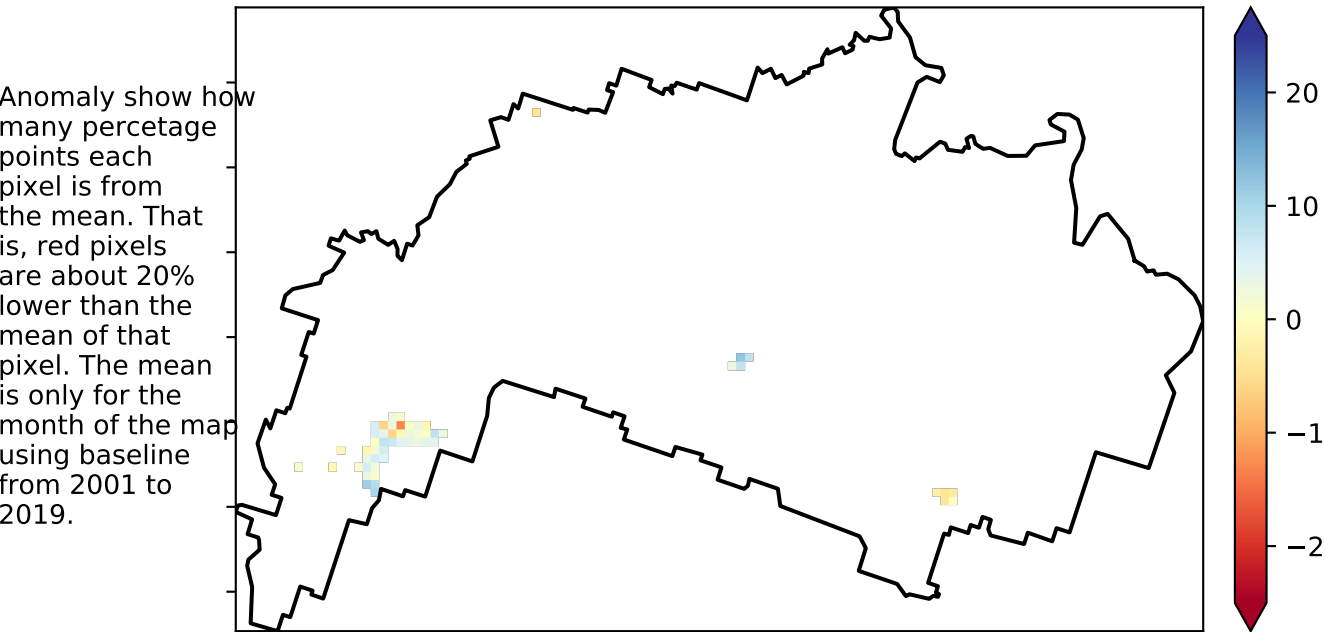 Anomaly show how
many percetage
points each
pixel is from
the mean. That
is, red pixels
are about 20%
lower than the
mean of that
pixel. The mean
is only for the
month of the map
using baseline
from 2001 to
2019.
20
10
0
−1
−2